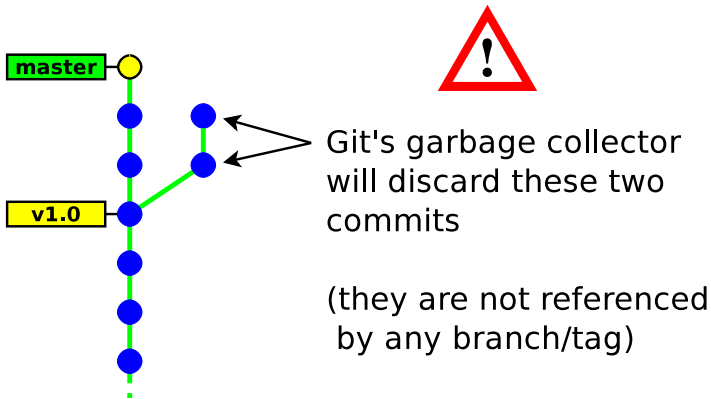 master
!
Git's garbage collector
will discard these two
commits
v1.0
(they are not referenced
by any branch/tag)